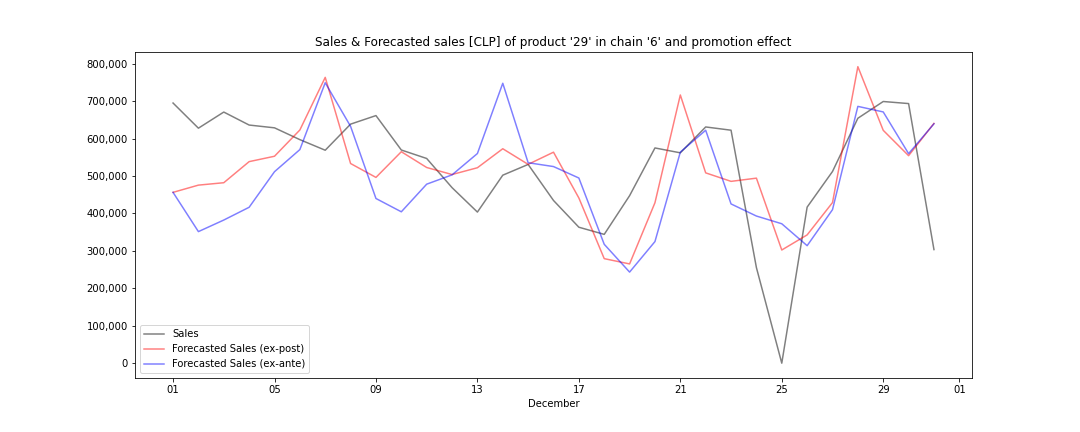 Sales & Forecasted sales [CLP] of product '29' in chain '6' and promotion effect
800,000
700,000
600,000
500,000
400,000
300,000
200,000
100,000
0
Sales
Forecasted Sales (ex-post)
Forecasted Sales (ex-ante)
01 05 09 13 17 21 25 29 01
December